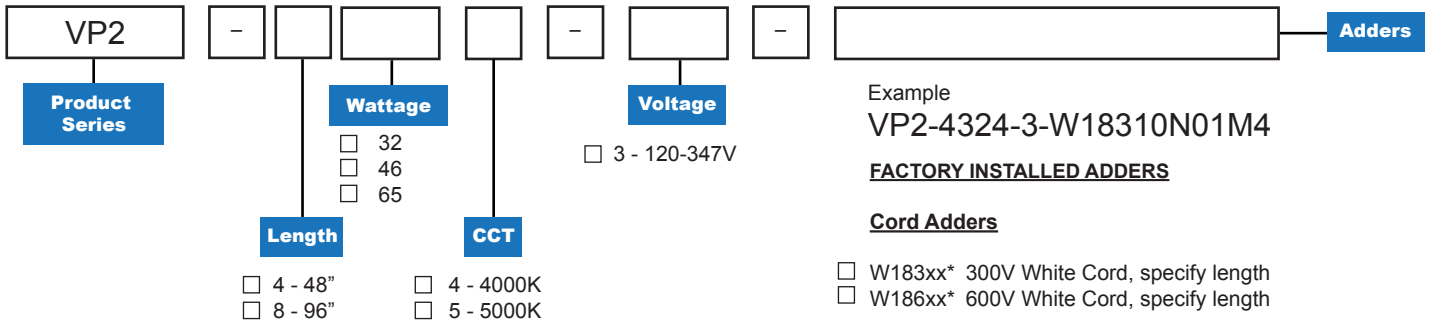 VP2
–
–
–
Adders
Product
Series
Wattage
32
46
65
Voltage
3 - 120-347V
Length
4 - 48”
8 - 96”
CCT
4 - 4000K
5 - 5000K
Example
VP2-4324-3-W18310N01M4
FACTORY INSTALLED ADDERS
Cord Adders
W183xx* 300V White Cord, specify length
W186xx* 600V White Cord, specify length